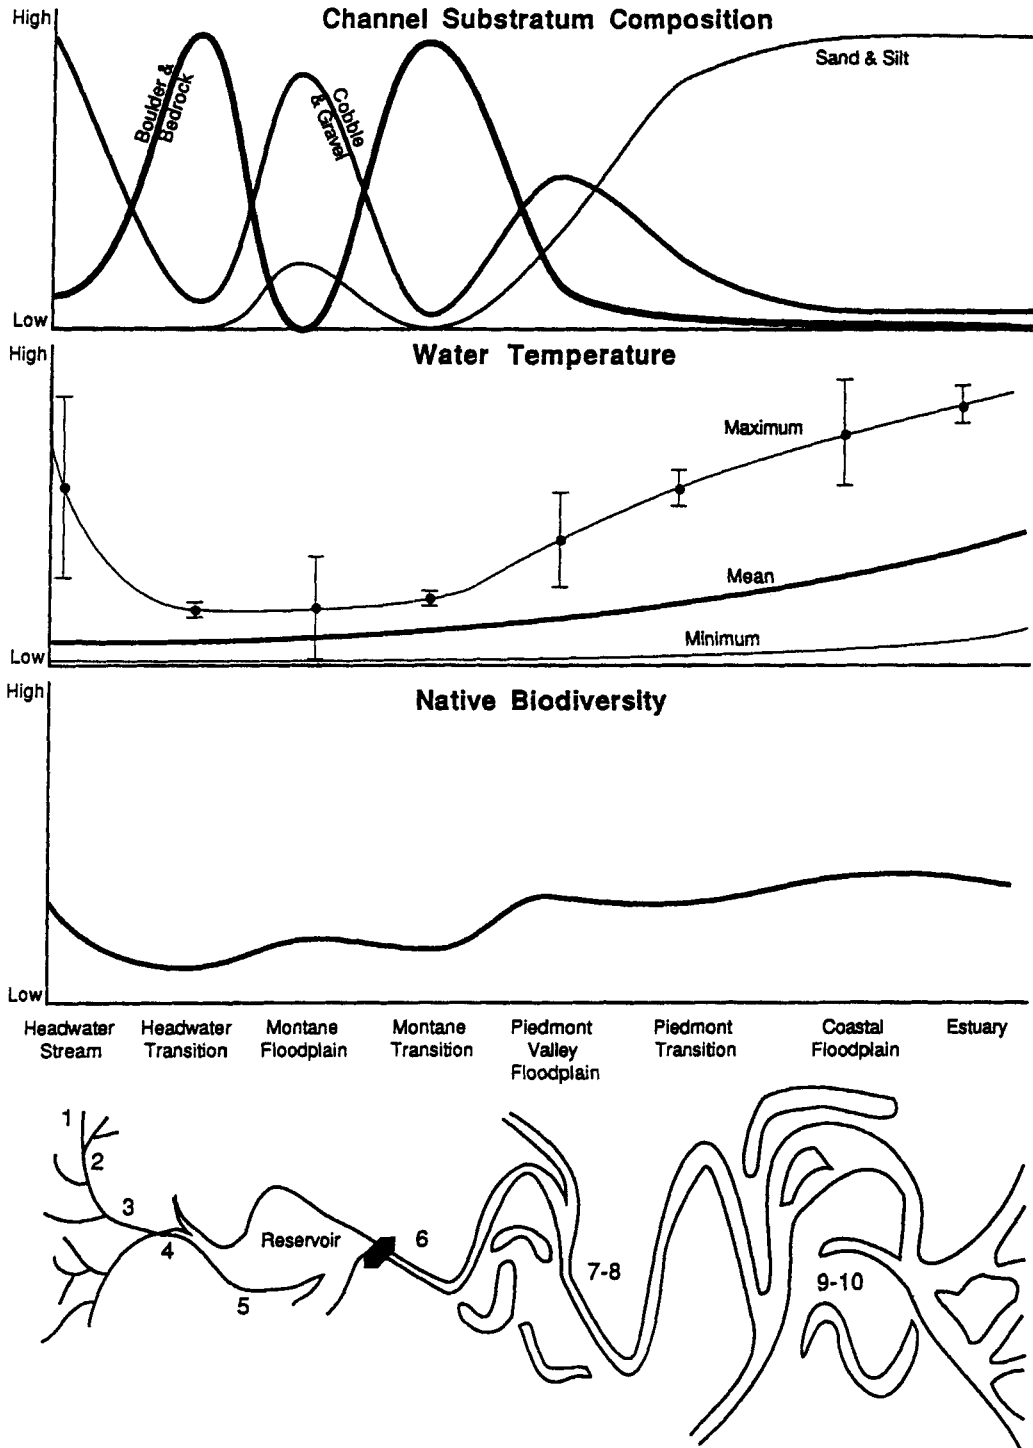 Channel Substratum Composition
High
Sand & Silt
Boulder &
Bedrock
Cobble
& Gravel
Low
Water Temperature
High
Maximum
Mean
Minimum
Low
Native Biodiversity
High
Low
Headwater
Stream
Headwater
Transition
Montane
Floodplain
Montane
Transition
Piedmont
Valley
Floodplain
Piedmont
Transition
Coastal
Floodplain
Estuary
1
2
3
4
5
Reservoir
6
7-8
9-10